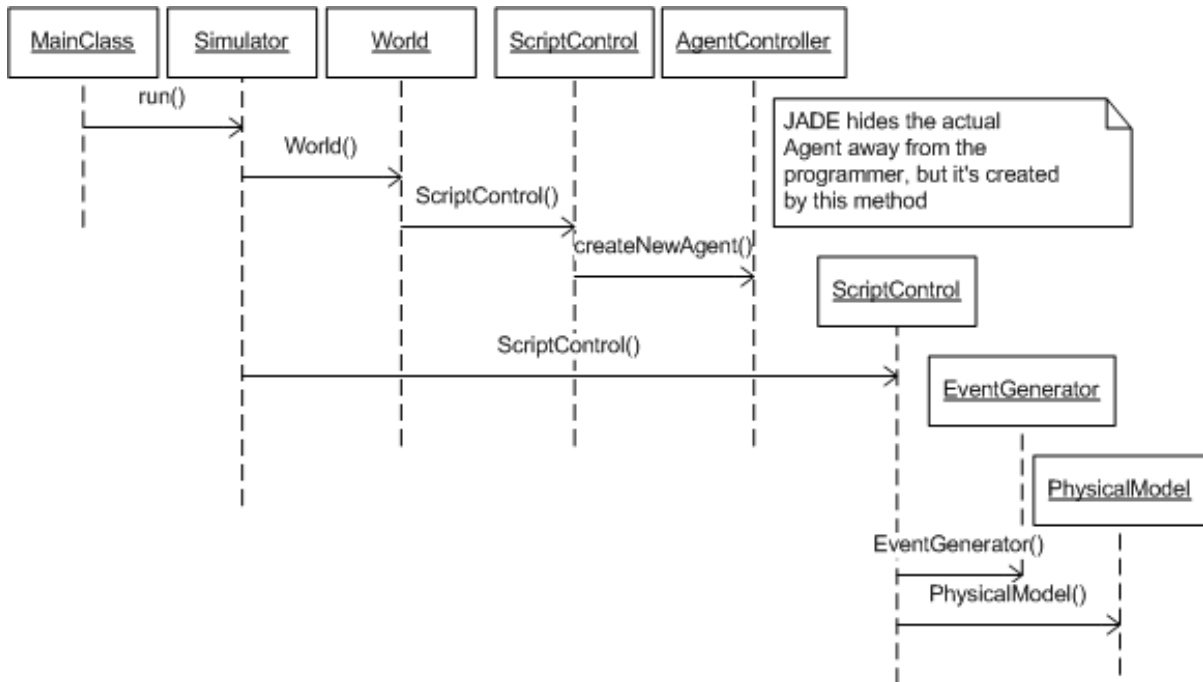 MainClass
Simulator
World
ScriptControl
AgentController
run()
JADE hides the actual
Agent away from the
programmer, but it's created
by this method
World()
ScriptControl()
createNewAgent()
ScriptControl
ScriptControl()
EventGenerator
PhysicalModel
EventGenerator()
PhysicalModel()